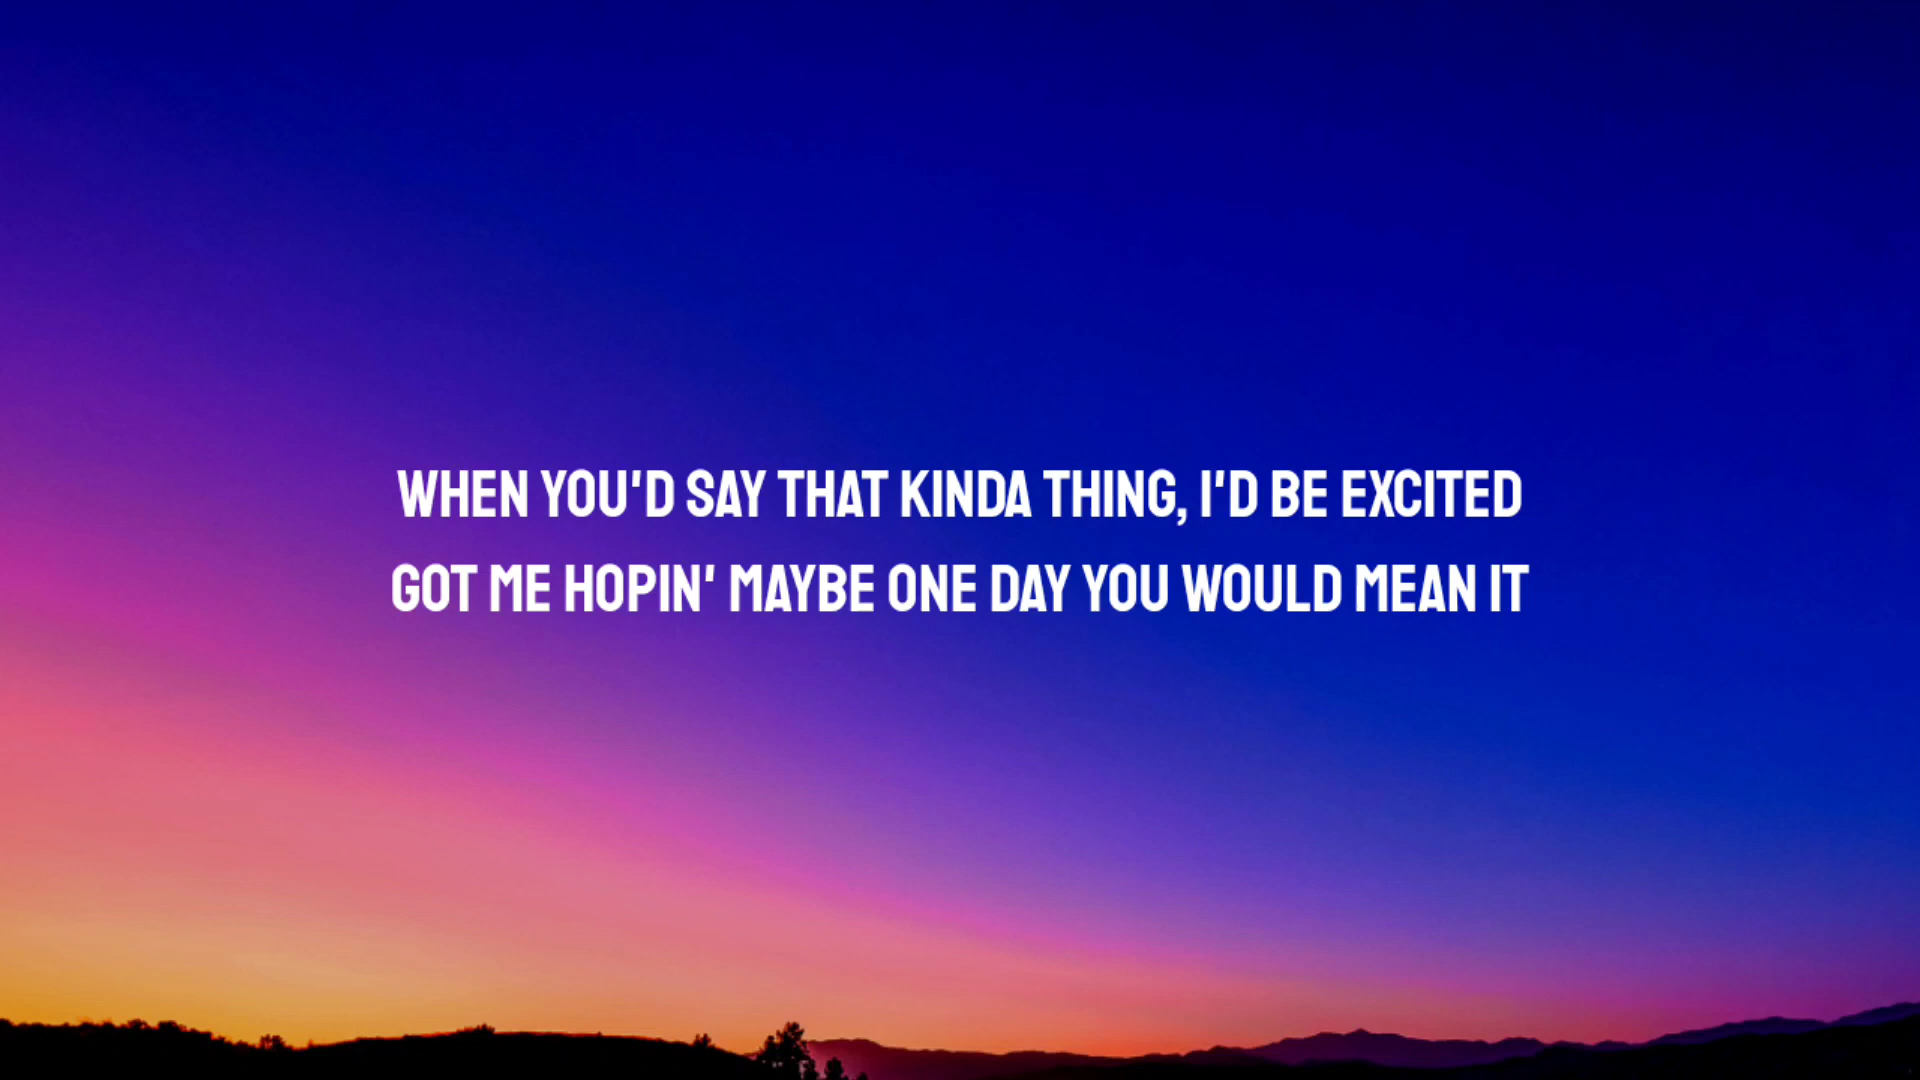 WHEN YOU'D SAY THAT KINDA THING, I'D BE EXCITED
GOT ME HOPIN' MAYBE ONE DAY YOU WOULD MEAN IT